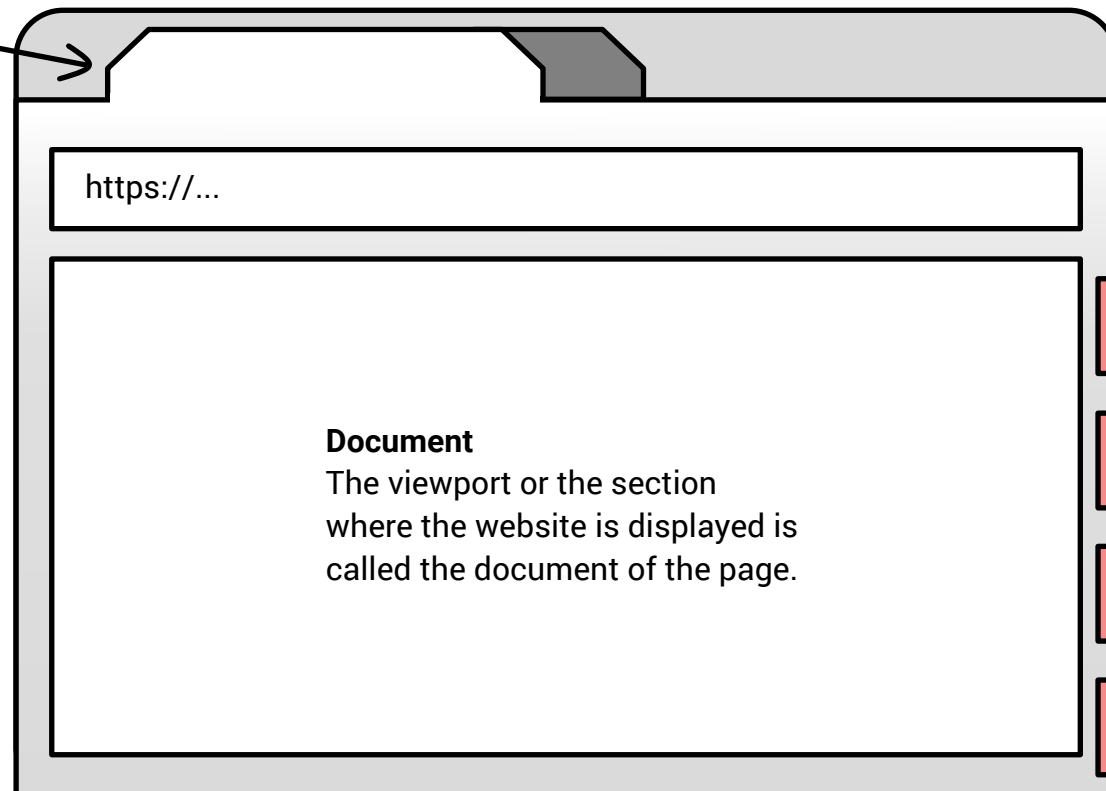 https://...
Document
The viewport or the section
where the website is displayed is
called the document of the page.